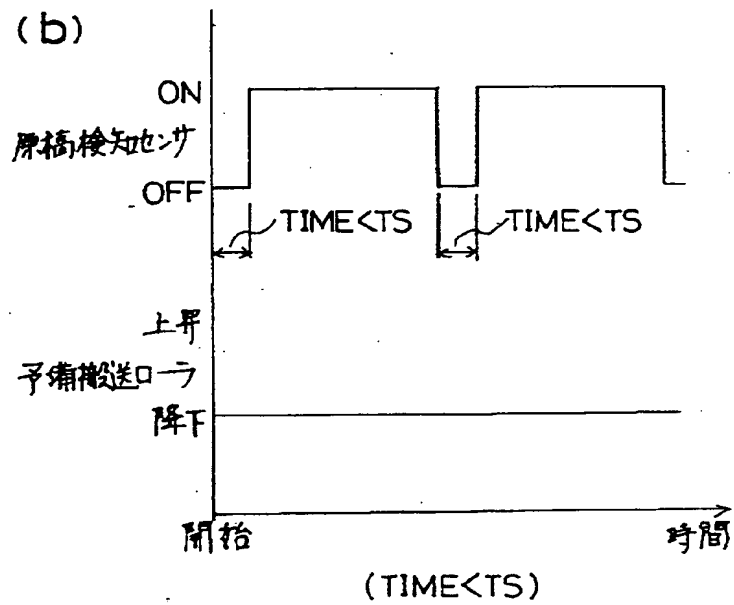 (b)
ON
原稿検知センサ
OFF
TIME<TS
TIME<TS
上昇
予備搬送ローラ
降下
開始
時間
(TIME<TS)